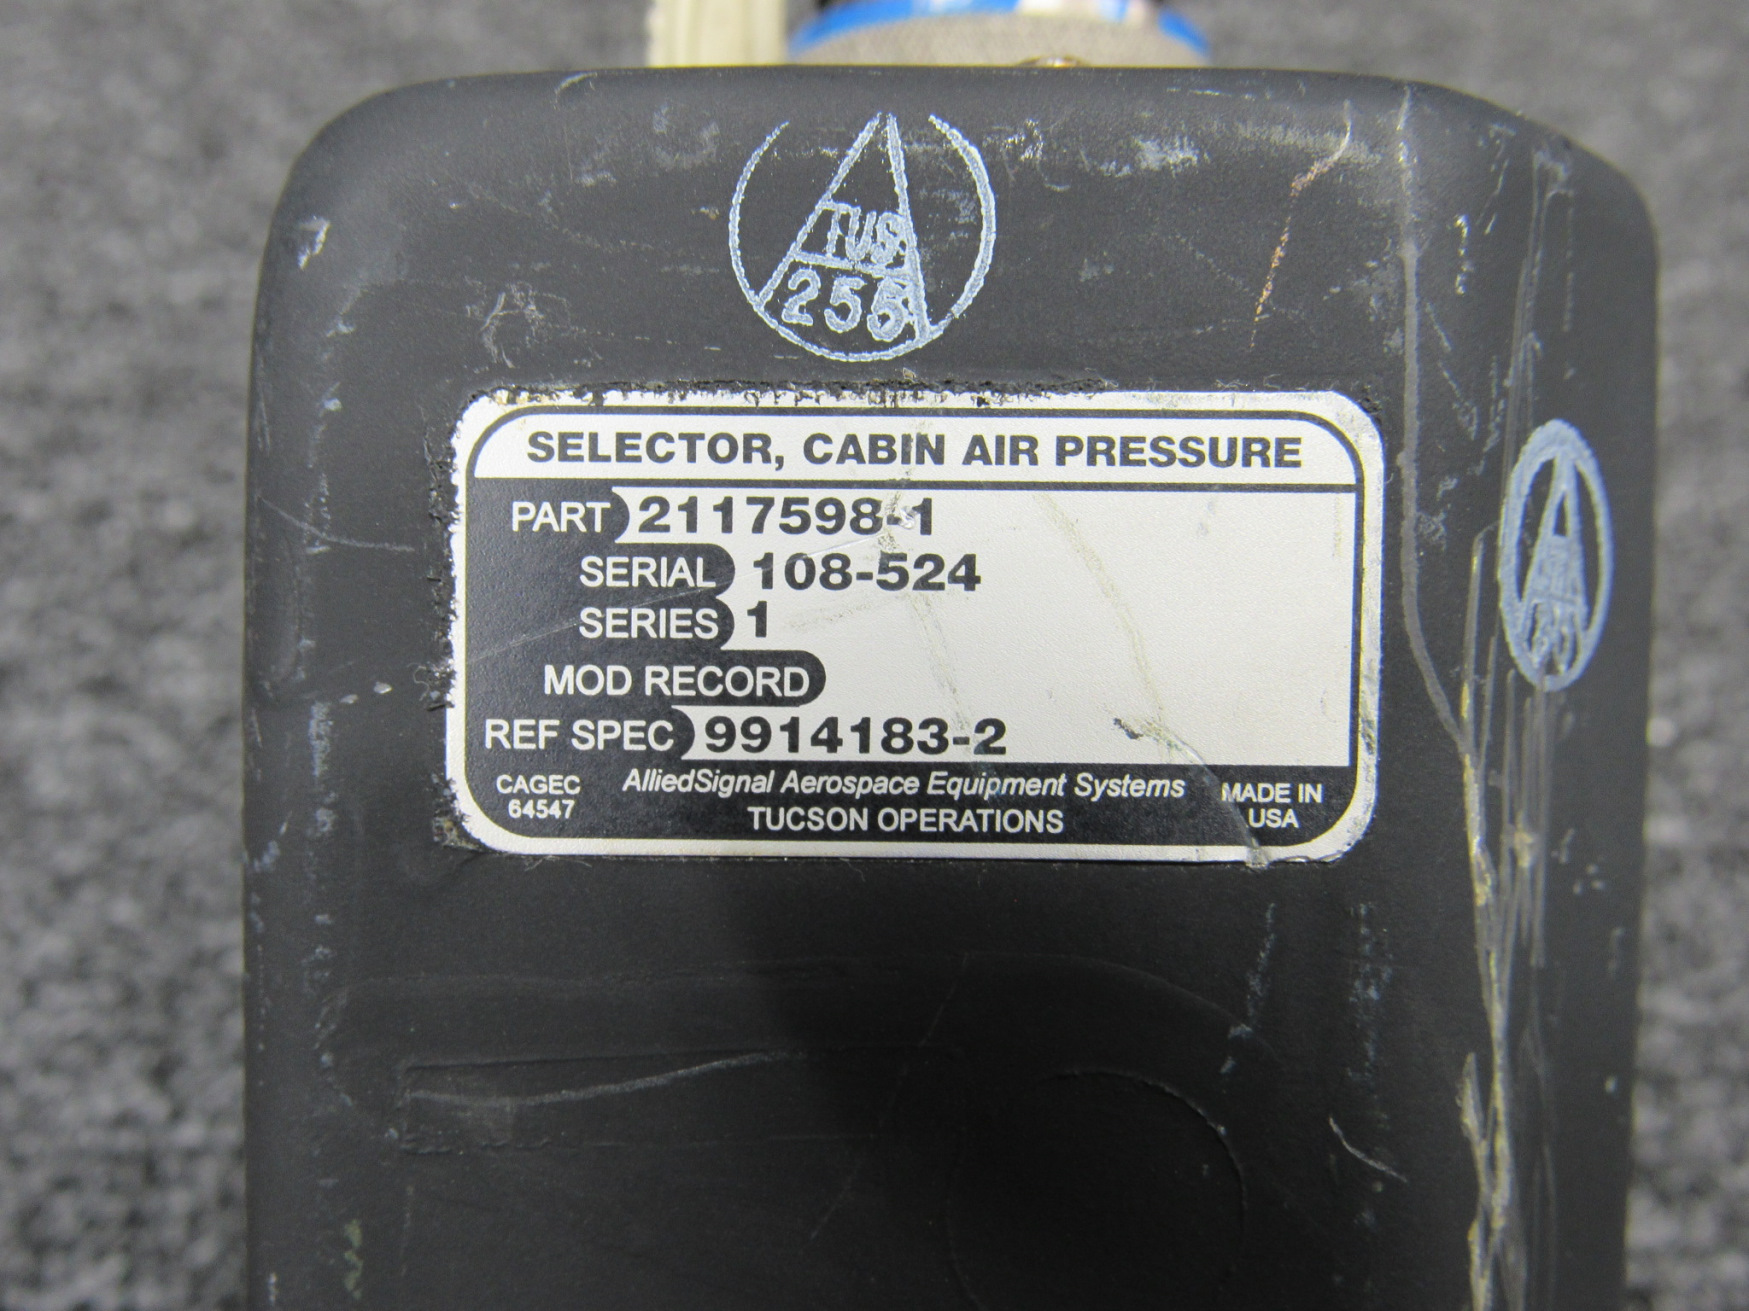 TUS
255
SELECTOR, CABIN AIR PRESSURE
PART 2117598-1
SERIAL 108-524
SERIES 1
MOD RECORD
REF SPEC 9914183-2
CAGEC
64547
AlliedSignal Aerospace Equipment Systems
TUCSON OPERATIONS
MADE IN
USA